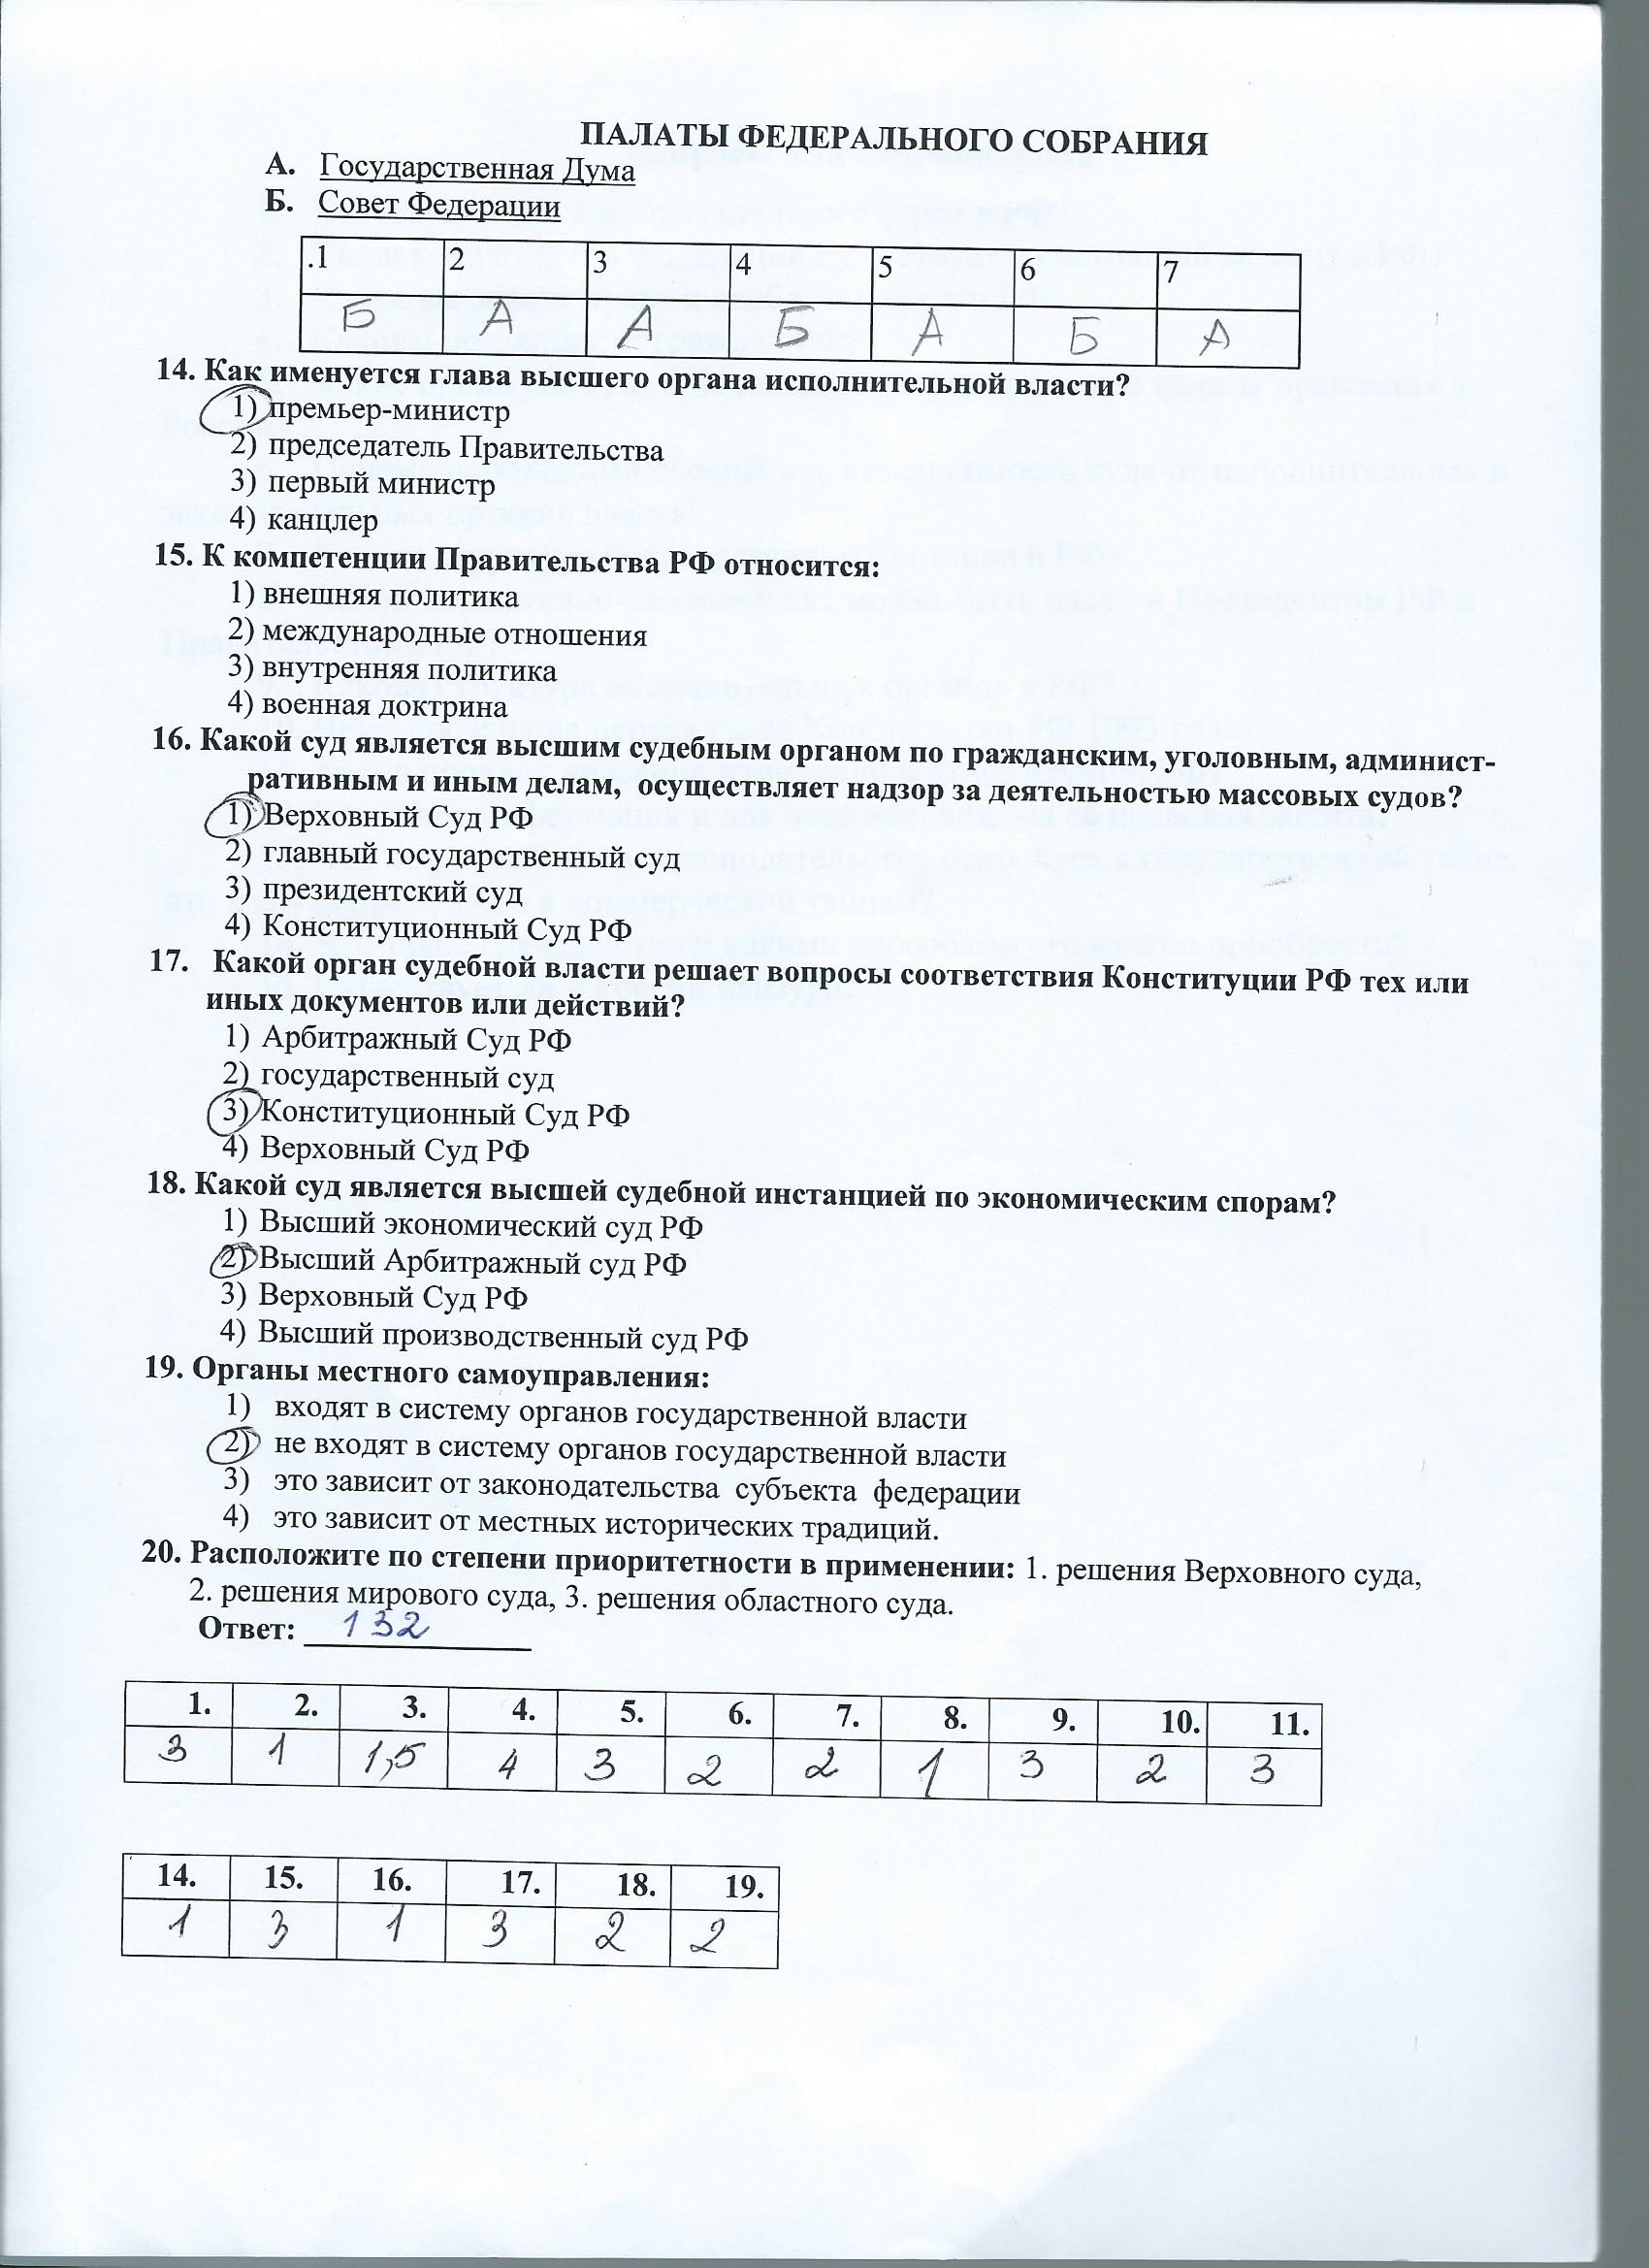 ПАЛАТЫ ФЕДЕРАЛЬНОГО СОБРАНИЯ
А. Государственная Дума
Б. Совет Федерации
.1 2 3 4 5 6 7
Б А А Б А Б А
14. Как именуется глава высшего органа исполнительной власти?
1) премьер-министр
2) председатель Правительства
3) первый министр
4) канцлер
15. К компетенции Правительства РФ относится:
1) внешняя политика
2) международные отношения
3) внутренняя политика
4) военная доктрина
16. Какой суд является высшим судебным органом по гражданским, уголовным, админист-
ративным и иным делам, осуществляет надзор за деятельностью массовых судов?
1) Верховный Суд РФ
2) главный государственный суд
3) президентский суд
4) Конституционный Суд РФ
17. Какой орган судебной власти решает вопросы соответствия Конституции РФ тех или
иных документов или действий?
1) Арбитражный Суд РФ
2) государственный суд
3) Конституционный Суд РФ
4) Верховный Суд РФ
18. Какой суд является высшей судебной инстанцией по экономическим спорам?
1) Высший экономический суд РФ
2) Высший Арбитражный суд РФ
3) Верховный Суд РФ
4) Высший производственный суд РФ
19. Органы местного самоуправления:
1) входят в систему органов государственной власти
2) не входят в систему органов государственной власти
3) это зависит от законодательства субъекта федерации
4) это зависит от местных исторических традиций.
20. Расположите по степени приоритетности в применении: 1. решения Верховного суда,
2. решения мирового суда, 3. решения областного суда.
Ответ: 132
1. 2. 3. 4. 5. 6. 7. 8. 9. 10. 11.
3 1 1,5 4 3 2 2 1 3 2 3
14. 15. 16. 17. 18. 19.
1 3 1 3 2 2